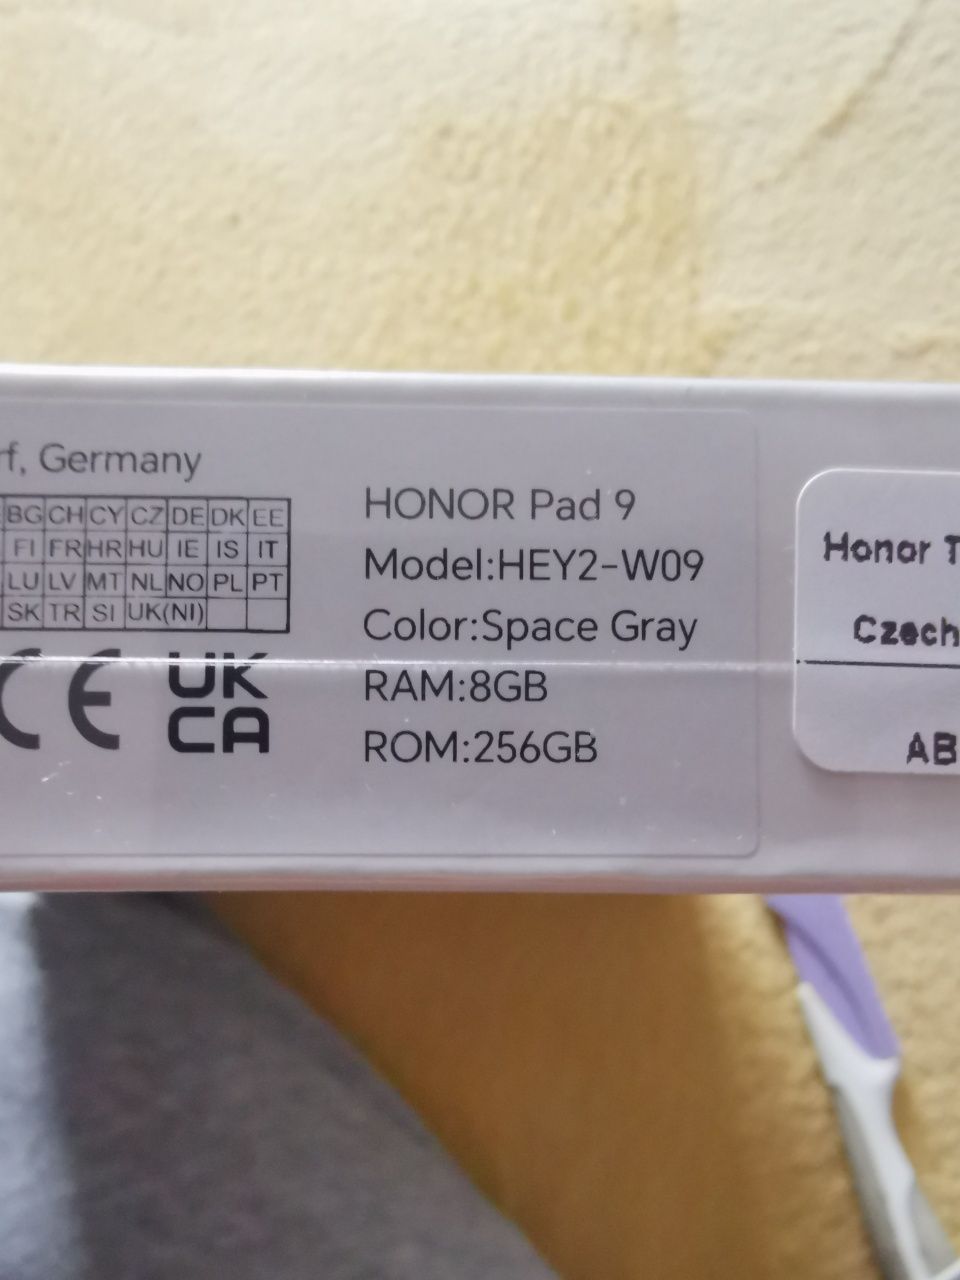 rf, Germany
BG CH CY CZ DE DK EE
FI FR HR HU IE IS IT
LU LV MT NL NO PL PT
SK TR SI UK(NI)
CE UK
CA
HONOR Pad 9
Model:HEY2-W09
Color:Space Gray
RAM:8GB
ROM:256GB
Honor T
Czech
AB